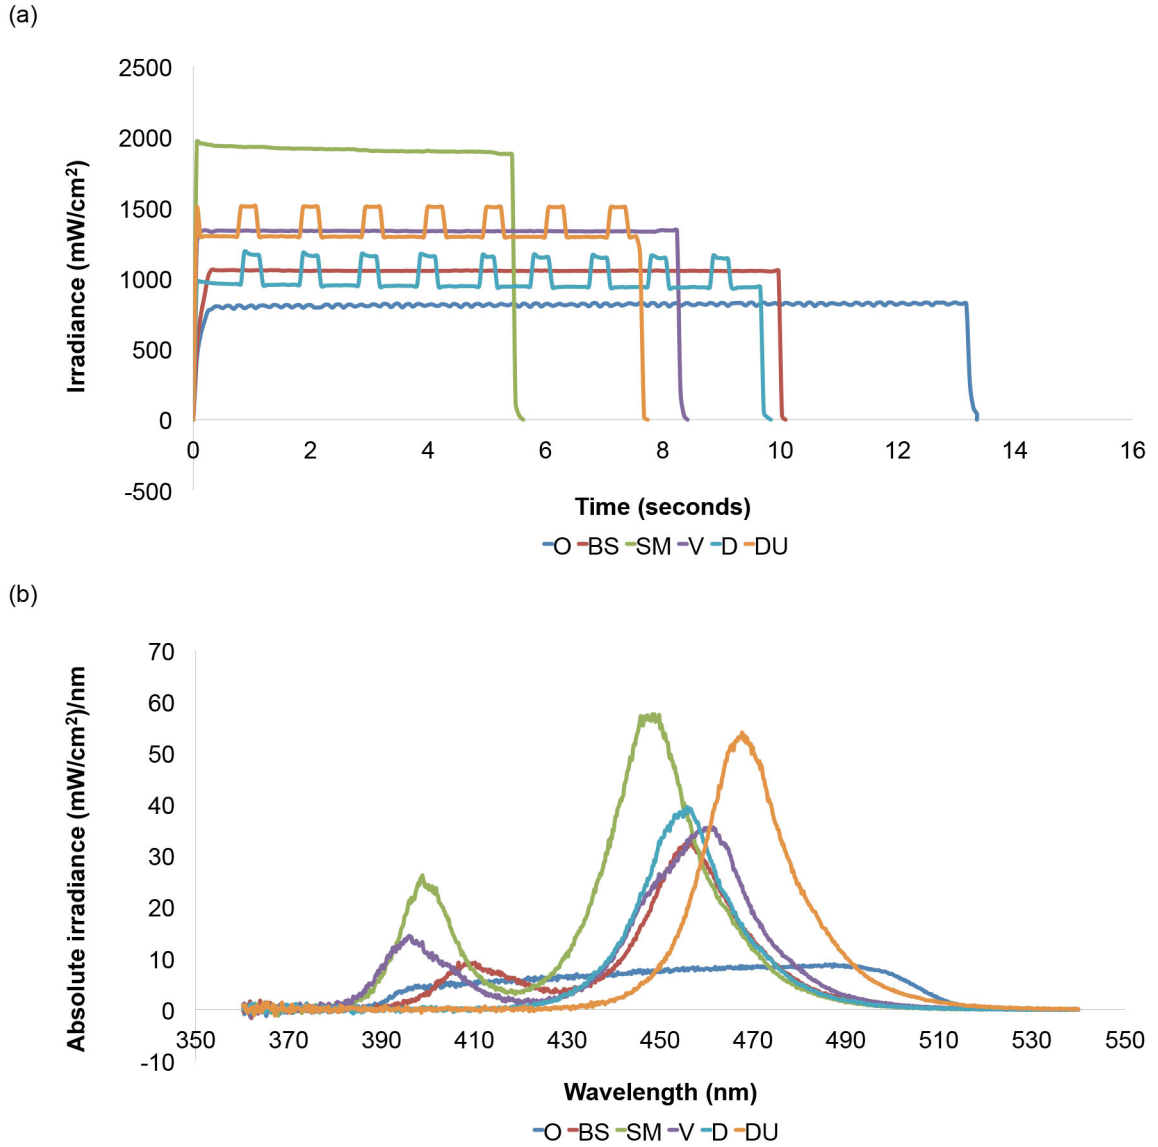 (a)
2500
2000
1500
1000
500
0
-500
Irradiance (mW/cm²)
0 2 4 6 8 10 12 14 16
Time (seconds)
O BS SM V D DU
(b)
70
60
50
40
30
20
10
0
-10
Absolute irradiance (mW/cm²)/nm
350 370 390 410 430 450 470 490 510 530 550
Wavelength (nm)
O BS SM V D DU